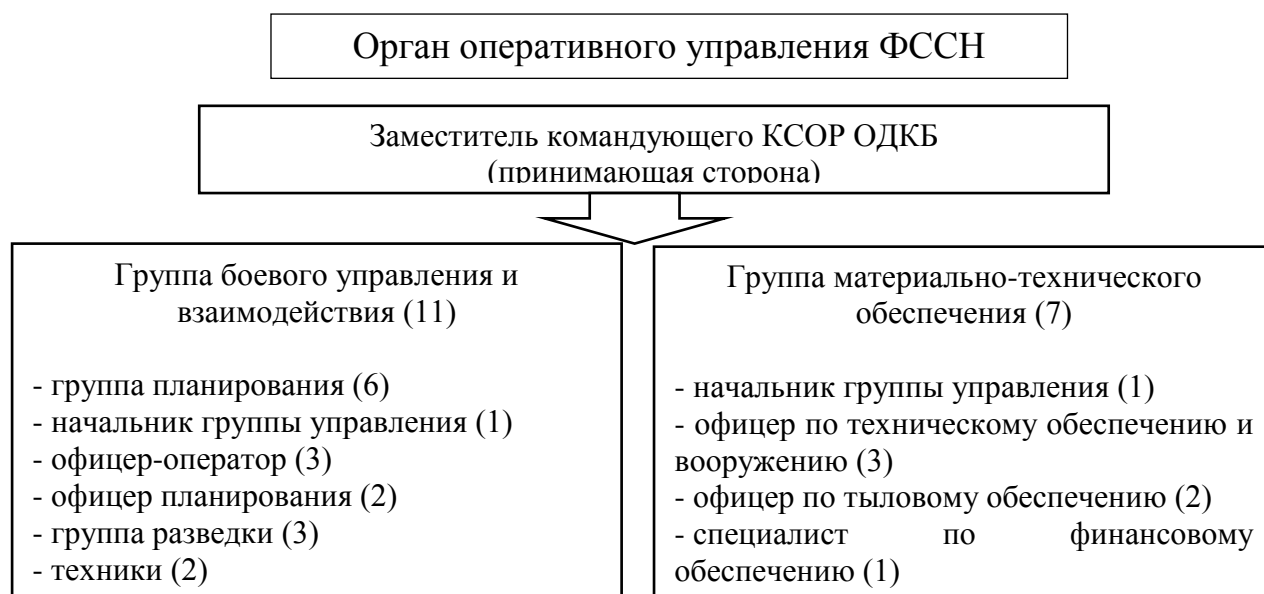 Орган оперативного управления ФССН
Заместитель командующего КСОР ОДКБ
(принимающая сторона)
Группа боевого управления и
взаимодействия (11)
- группа планирования (6)
- начальник группы управления (1)
- офицер-оператор (3)
- офицер планирования (2)
- группа разведки (3)
- техники (2)
Группа материально-технического
обеспечения (7)
- начальник группы управления (1)
- офицер по техническому обеспечению и
вооружению (3)
- офицер по тыловому обеспечению (2)
- специалист по финансовому
обеспечению (1)